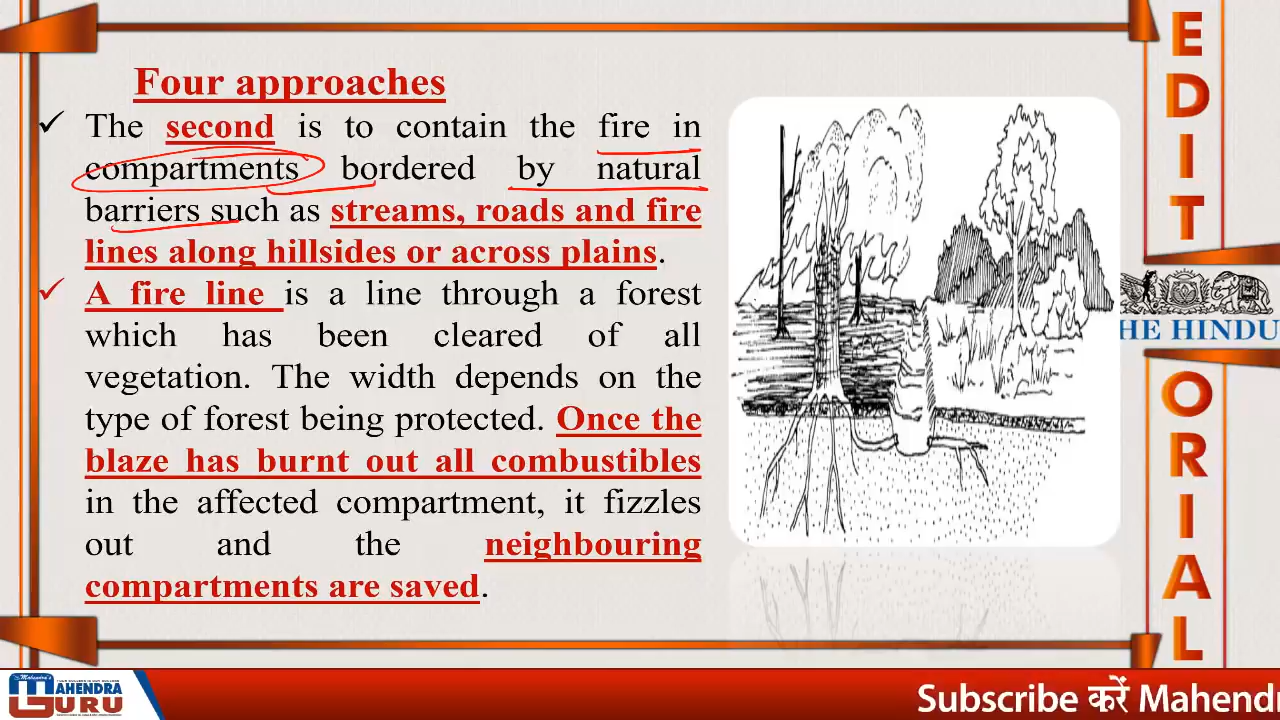 Four approaches
✓ The second is to contain the fire in
compartments bordered by natural
barriers such as streams, roads and fire
lines along hillsides or across plains.
✓ A fire line is a line through a forest
which has been cleared of all
vegetation. The width depends on the
type of forest being protected. Once the
blaze has burnt out all combustibles
in the affected compartment, it fizzles
out and the neighbouring
compartments are saved.
EDIT
HE HINDU
ORIAL
Mahendra's
MAHENDRA
GURU
Subscribe करें Mahend